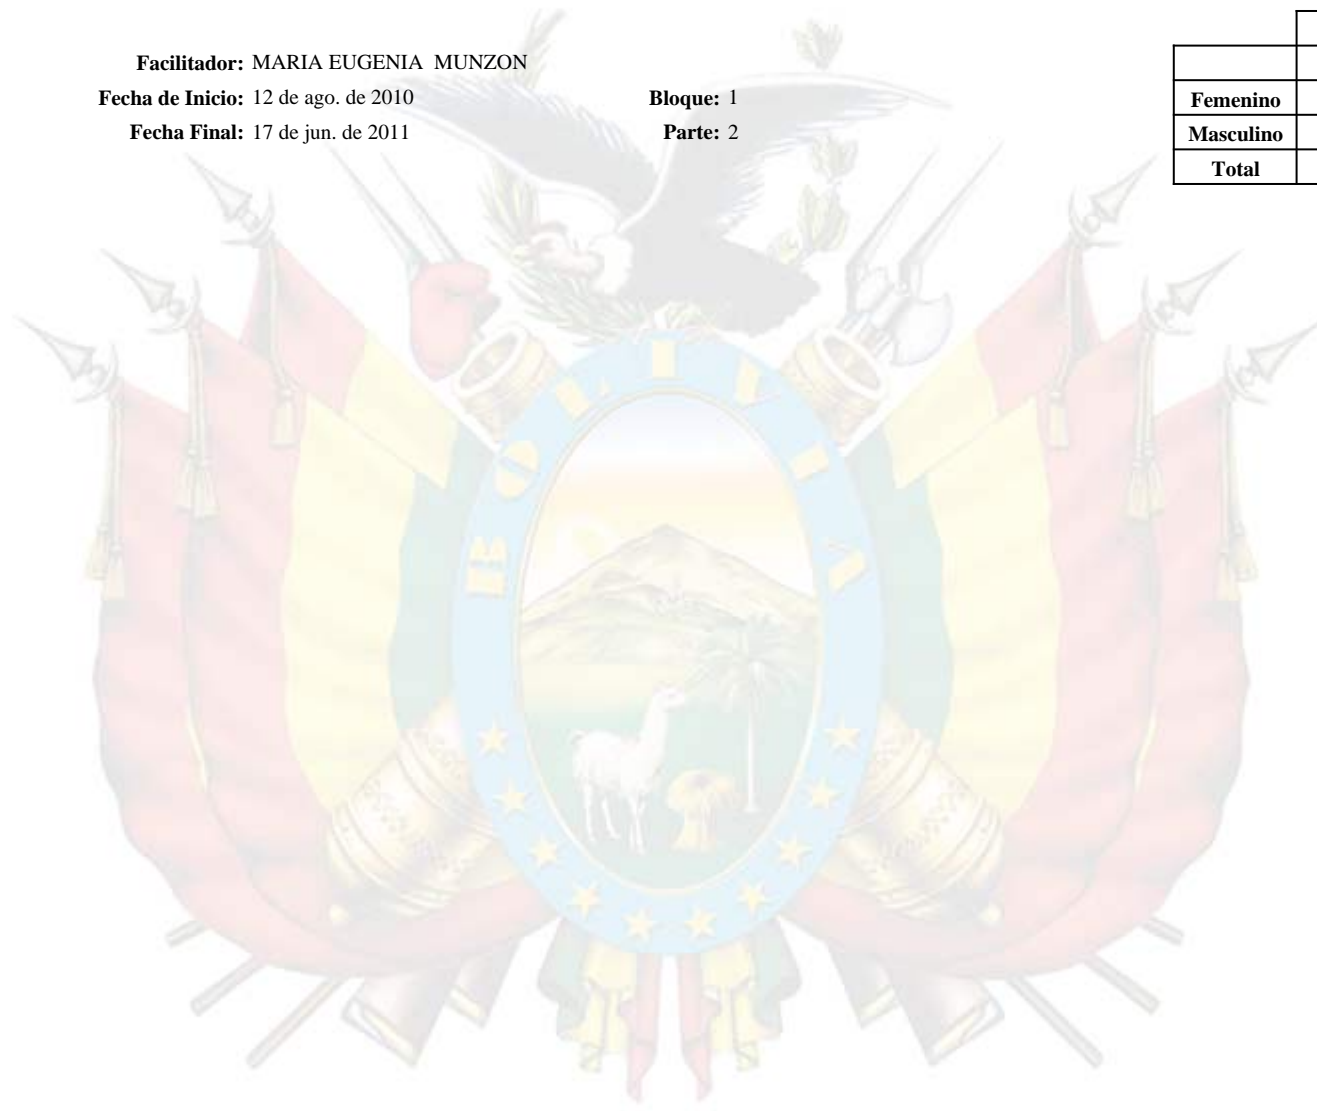 Facilitador: MARIA EUGENIA MUNZON
Fecha de Inicio: 12 de ago. de 2010 Bloque: 1
Fecha Final: 17 de jun. de 2011 Parte: 2
Femenino
Masculino
Total
BOLIVIA